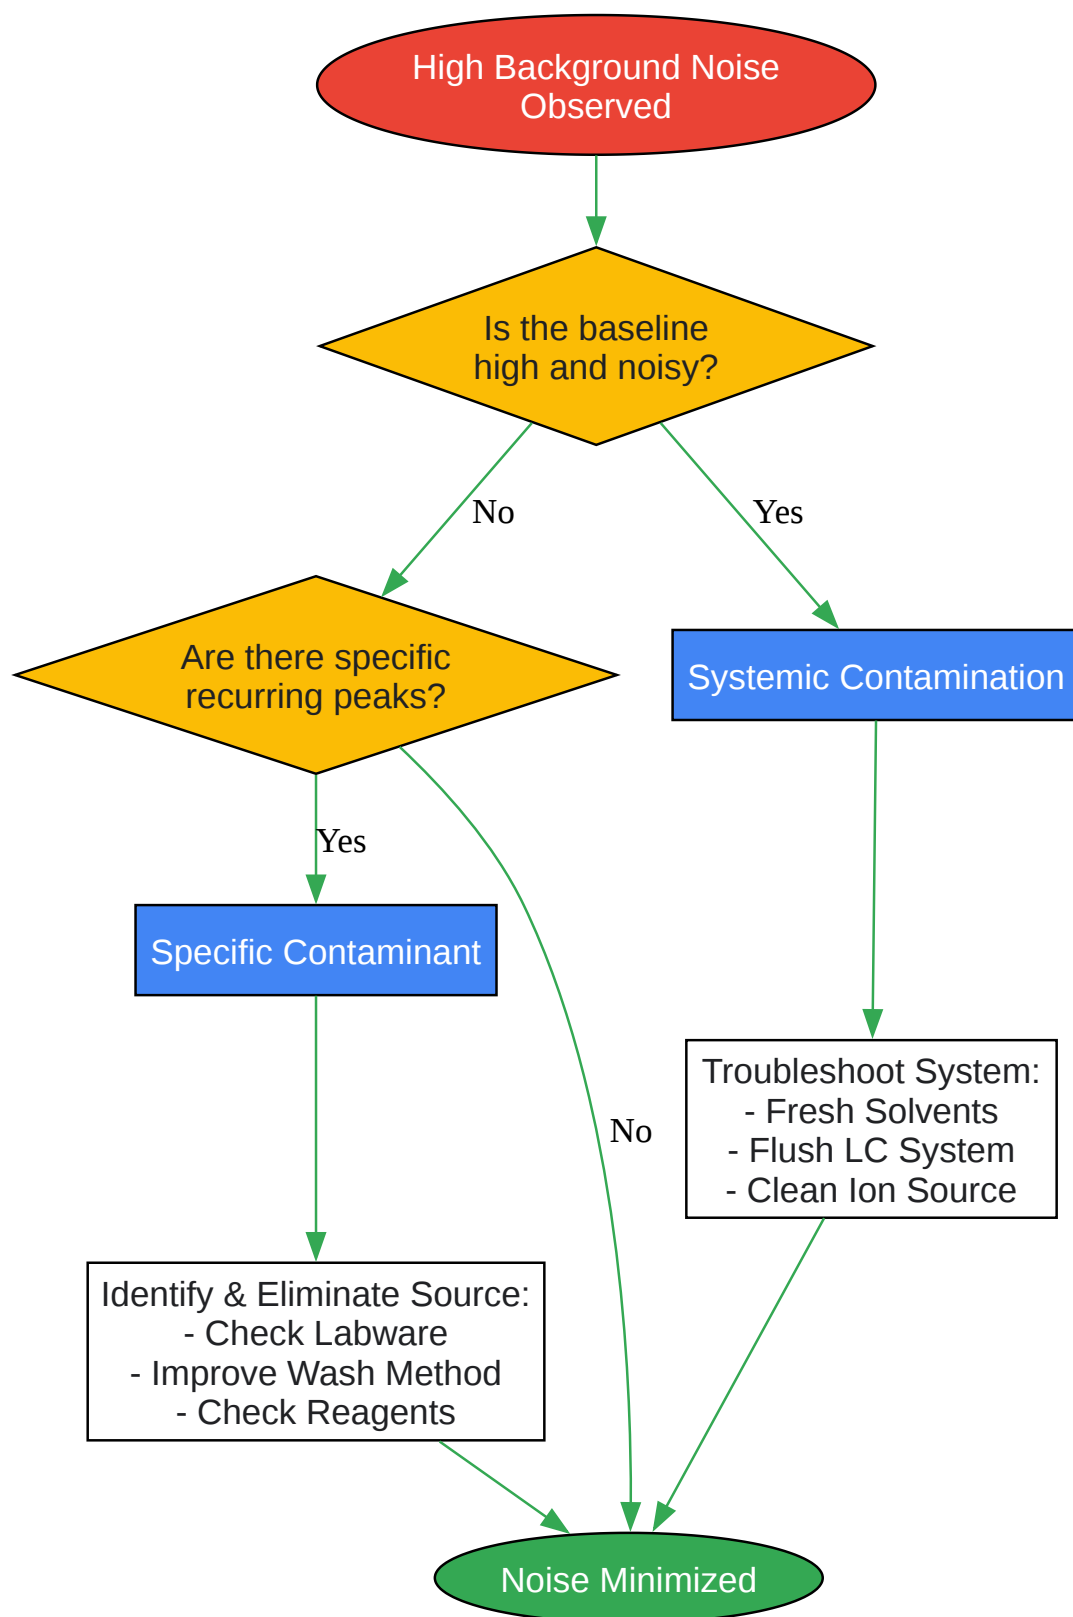 High Background Noise
Observed
Is the baseline
high and noisy?
No
Yes
Are there specific
recurring peaks?
Systemic Contamination
Yes
Specific Contaminant
No
Troubleshoot System:
- Fresh Solvents
- Flush LC System
- Clean Ion Source
Identify & Eliminate Source:
- Check Labware
- Improve Wash Method
- Check Reagents
Noise Minimized